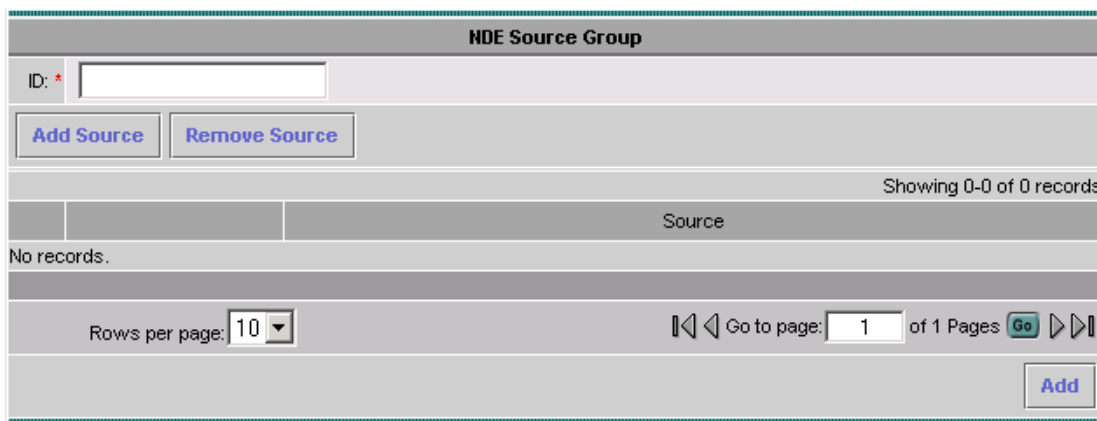 NDE Source Group
ID: *
Add Source Remove Source
Showing 0-0 of 0 records
Source
No records.
Rows per page: 10 Go to page: 1 of 1 Pages Go
Add